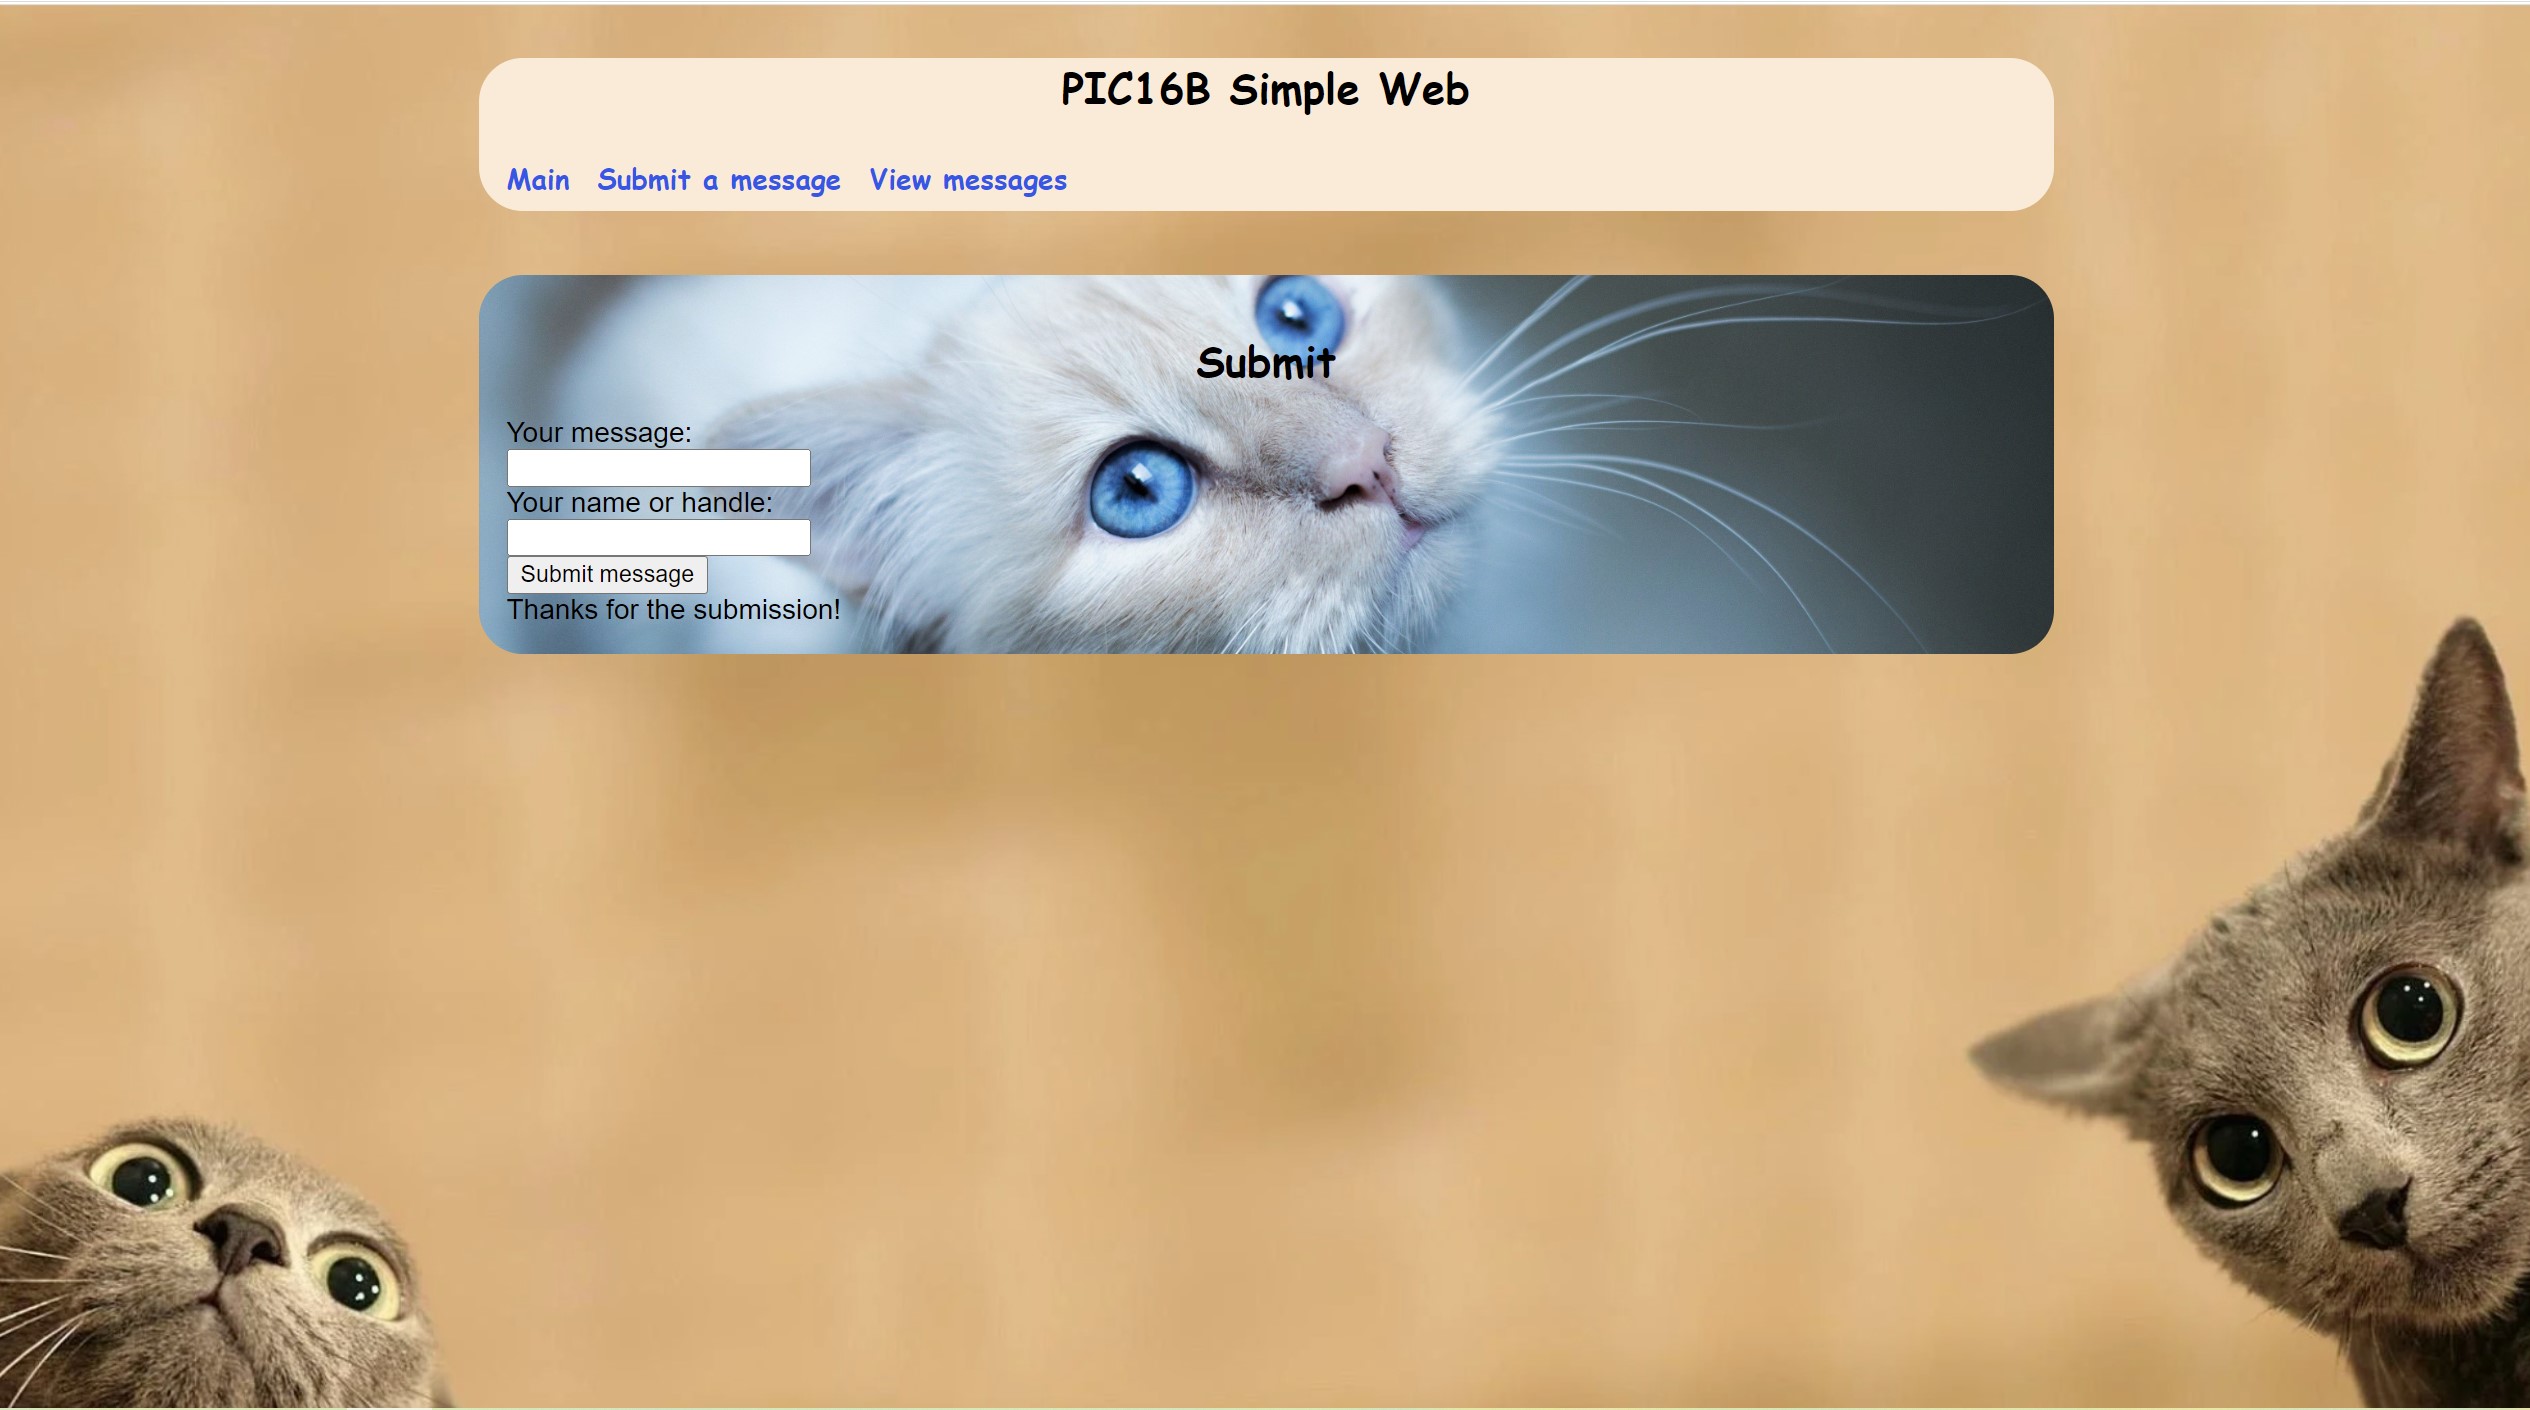 PIC16B Simple Web
Main Submit a message View messages
Submit
Your message:
Your name or handle:
Submit message
Thanks for the submission!